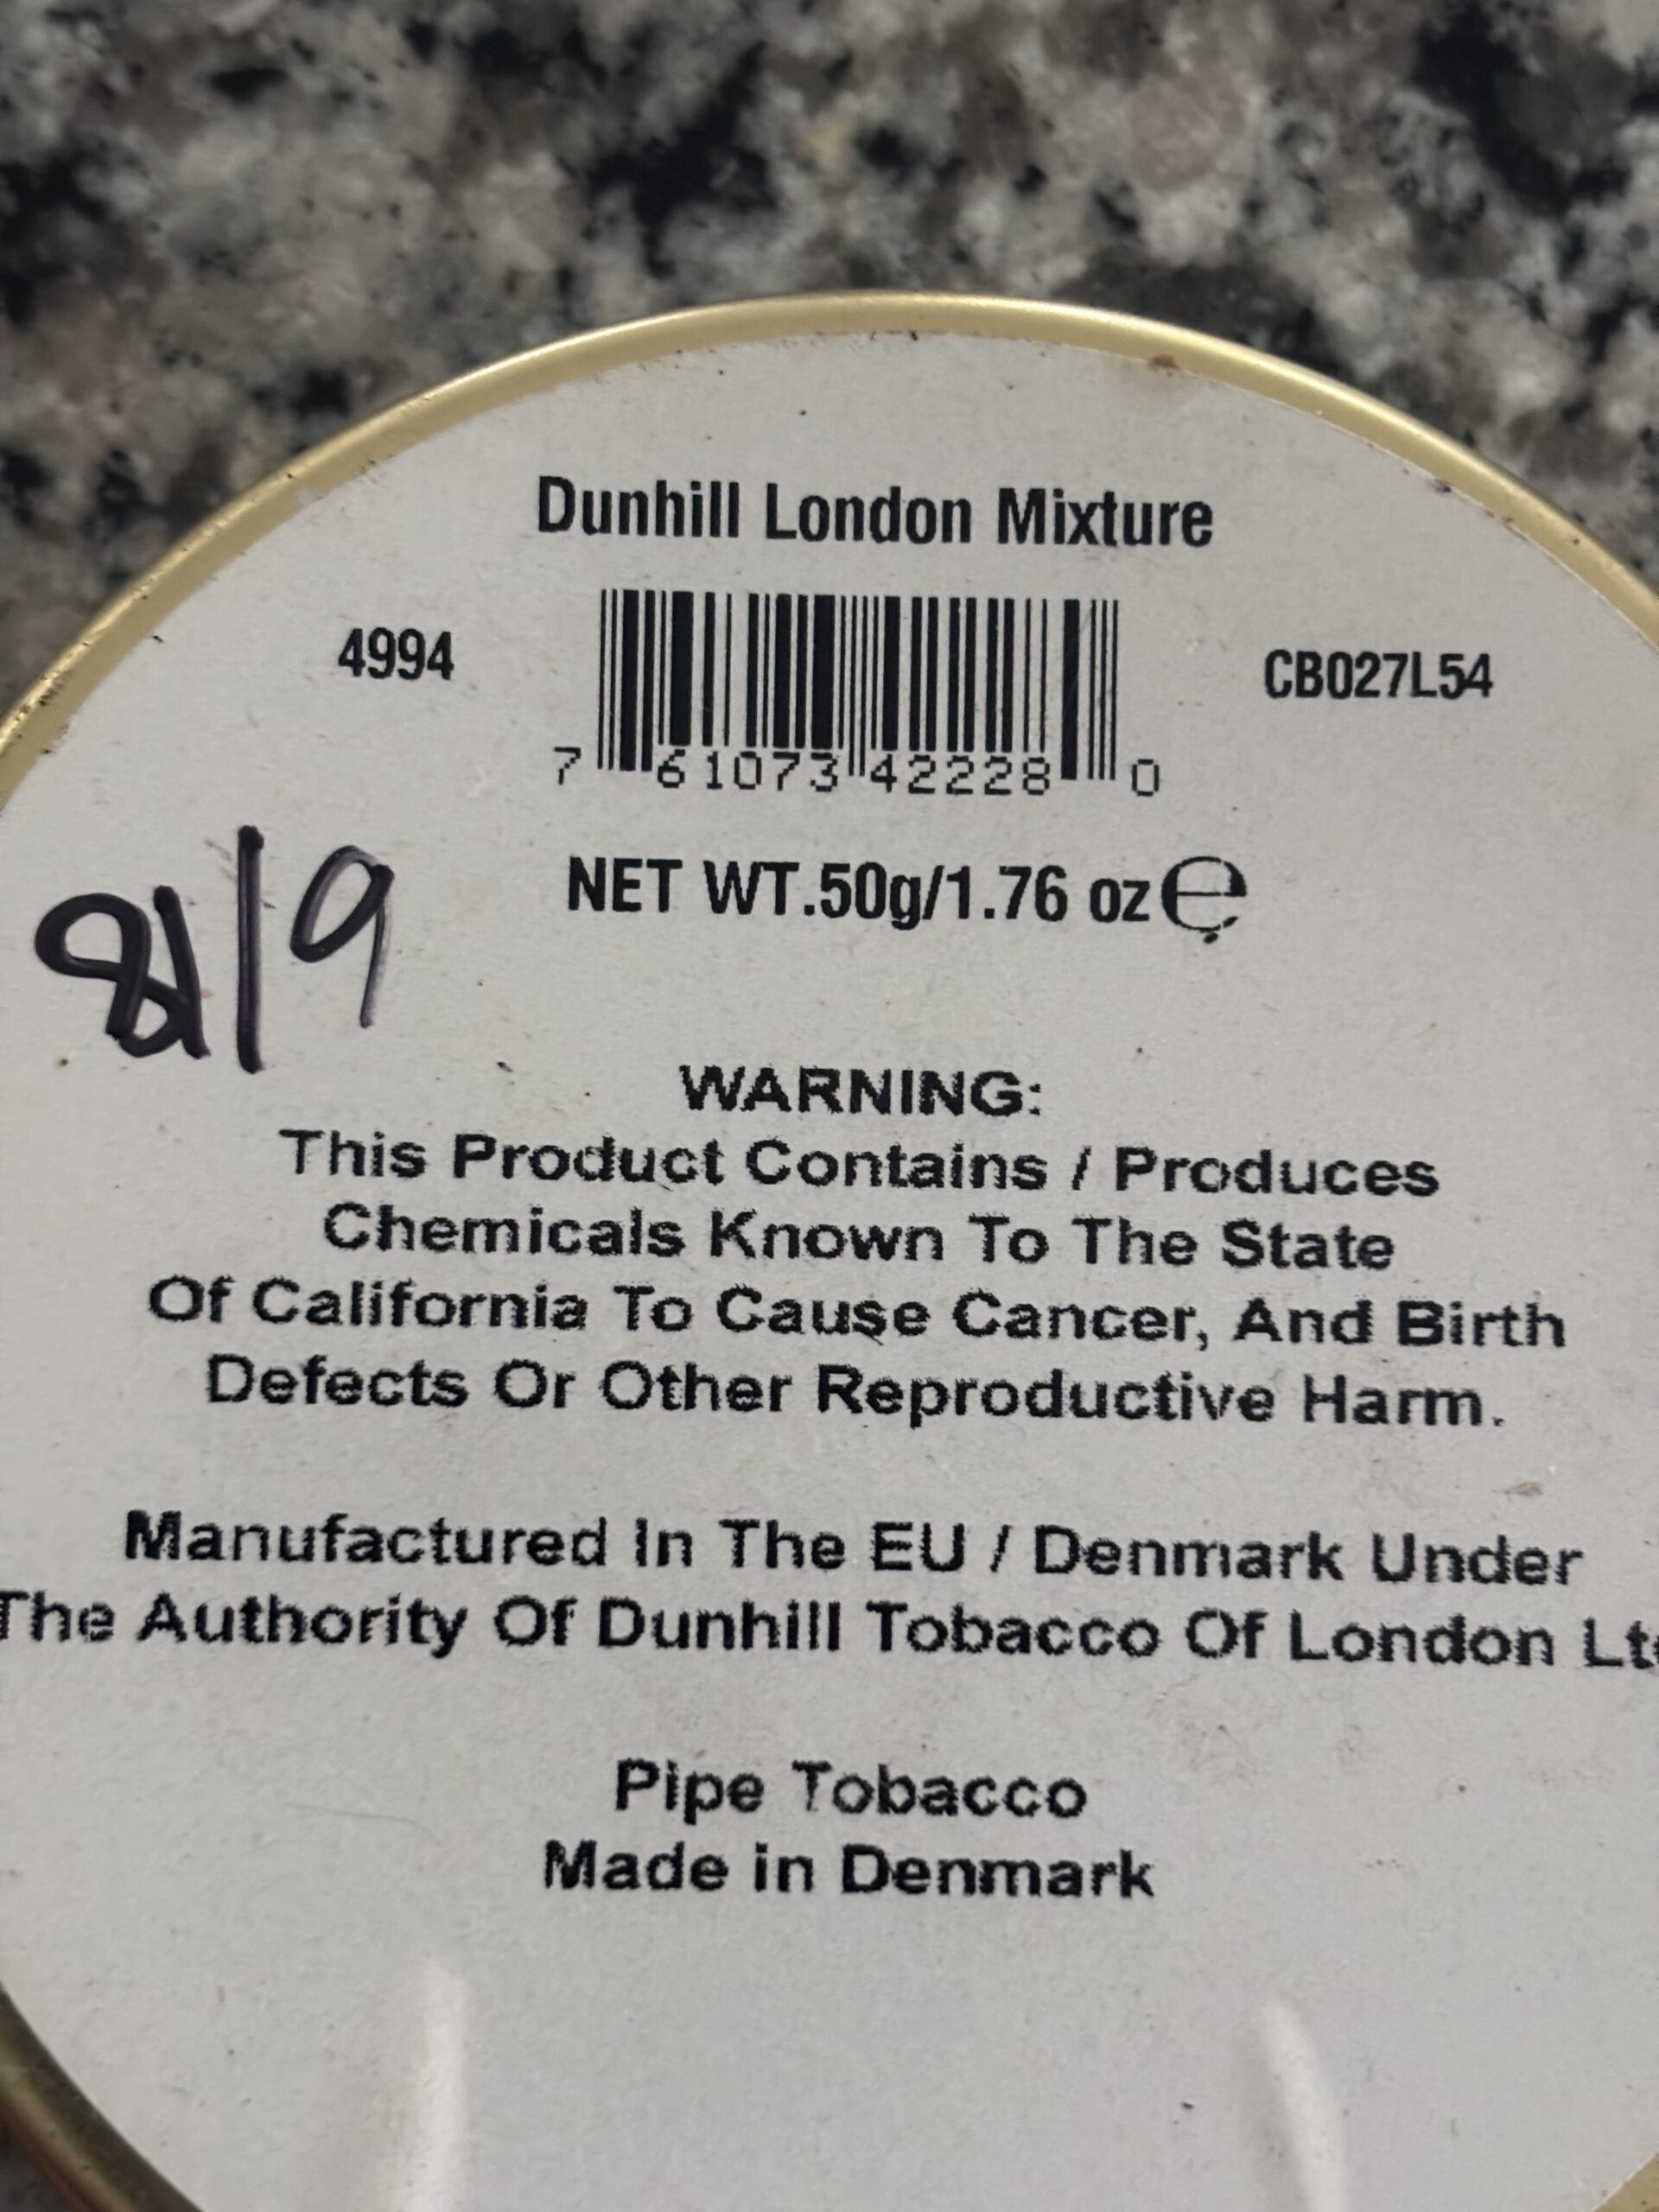 Dunhill London Mixture
4994
CB027L54
7 61073 42228 0
NET WT.50g/1.76 oz℮
/9
WARNING:
This Product Contains / Produces
Chemicals Known To The State
Of California To Cause Cancer, And Birth
Defects Or Other Reproductive Harm.
Manufactured In The EU / Denmark Under
The Authority Of Dunhill Tobacco Of London
Pipe Tobacco
Made in Denmark